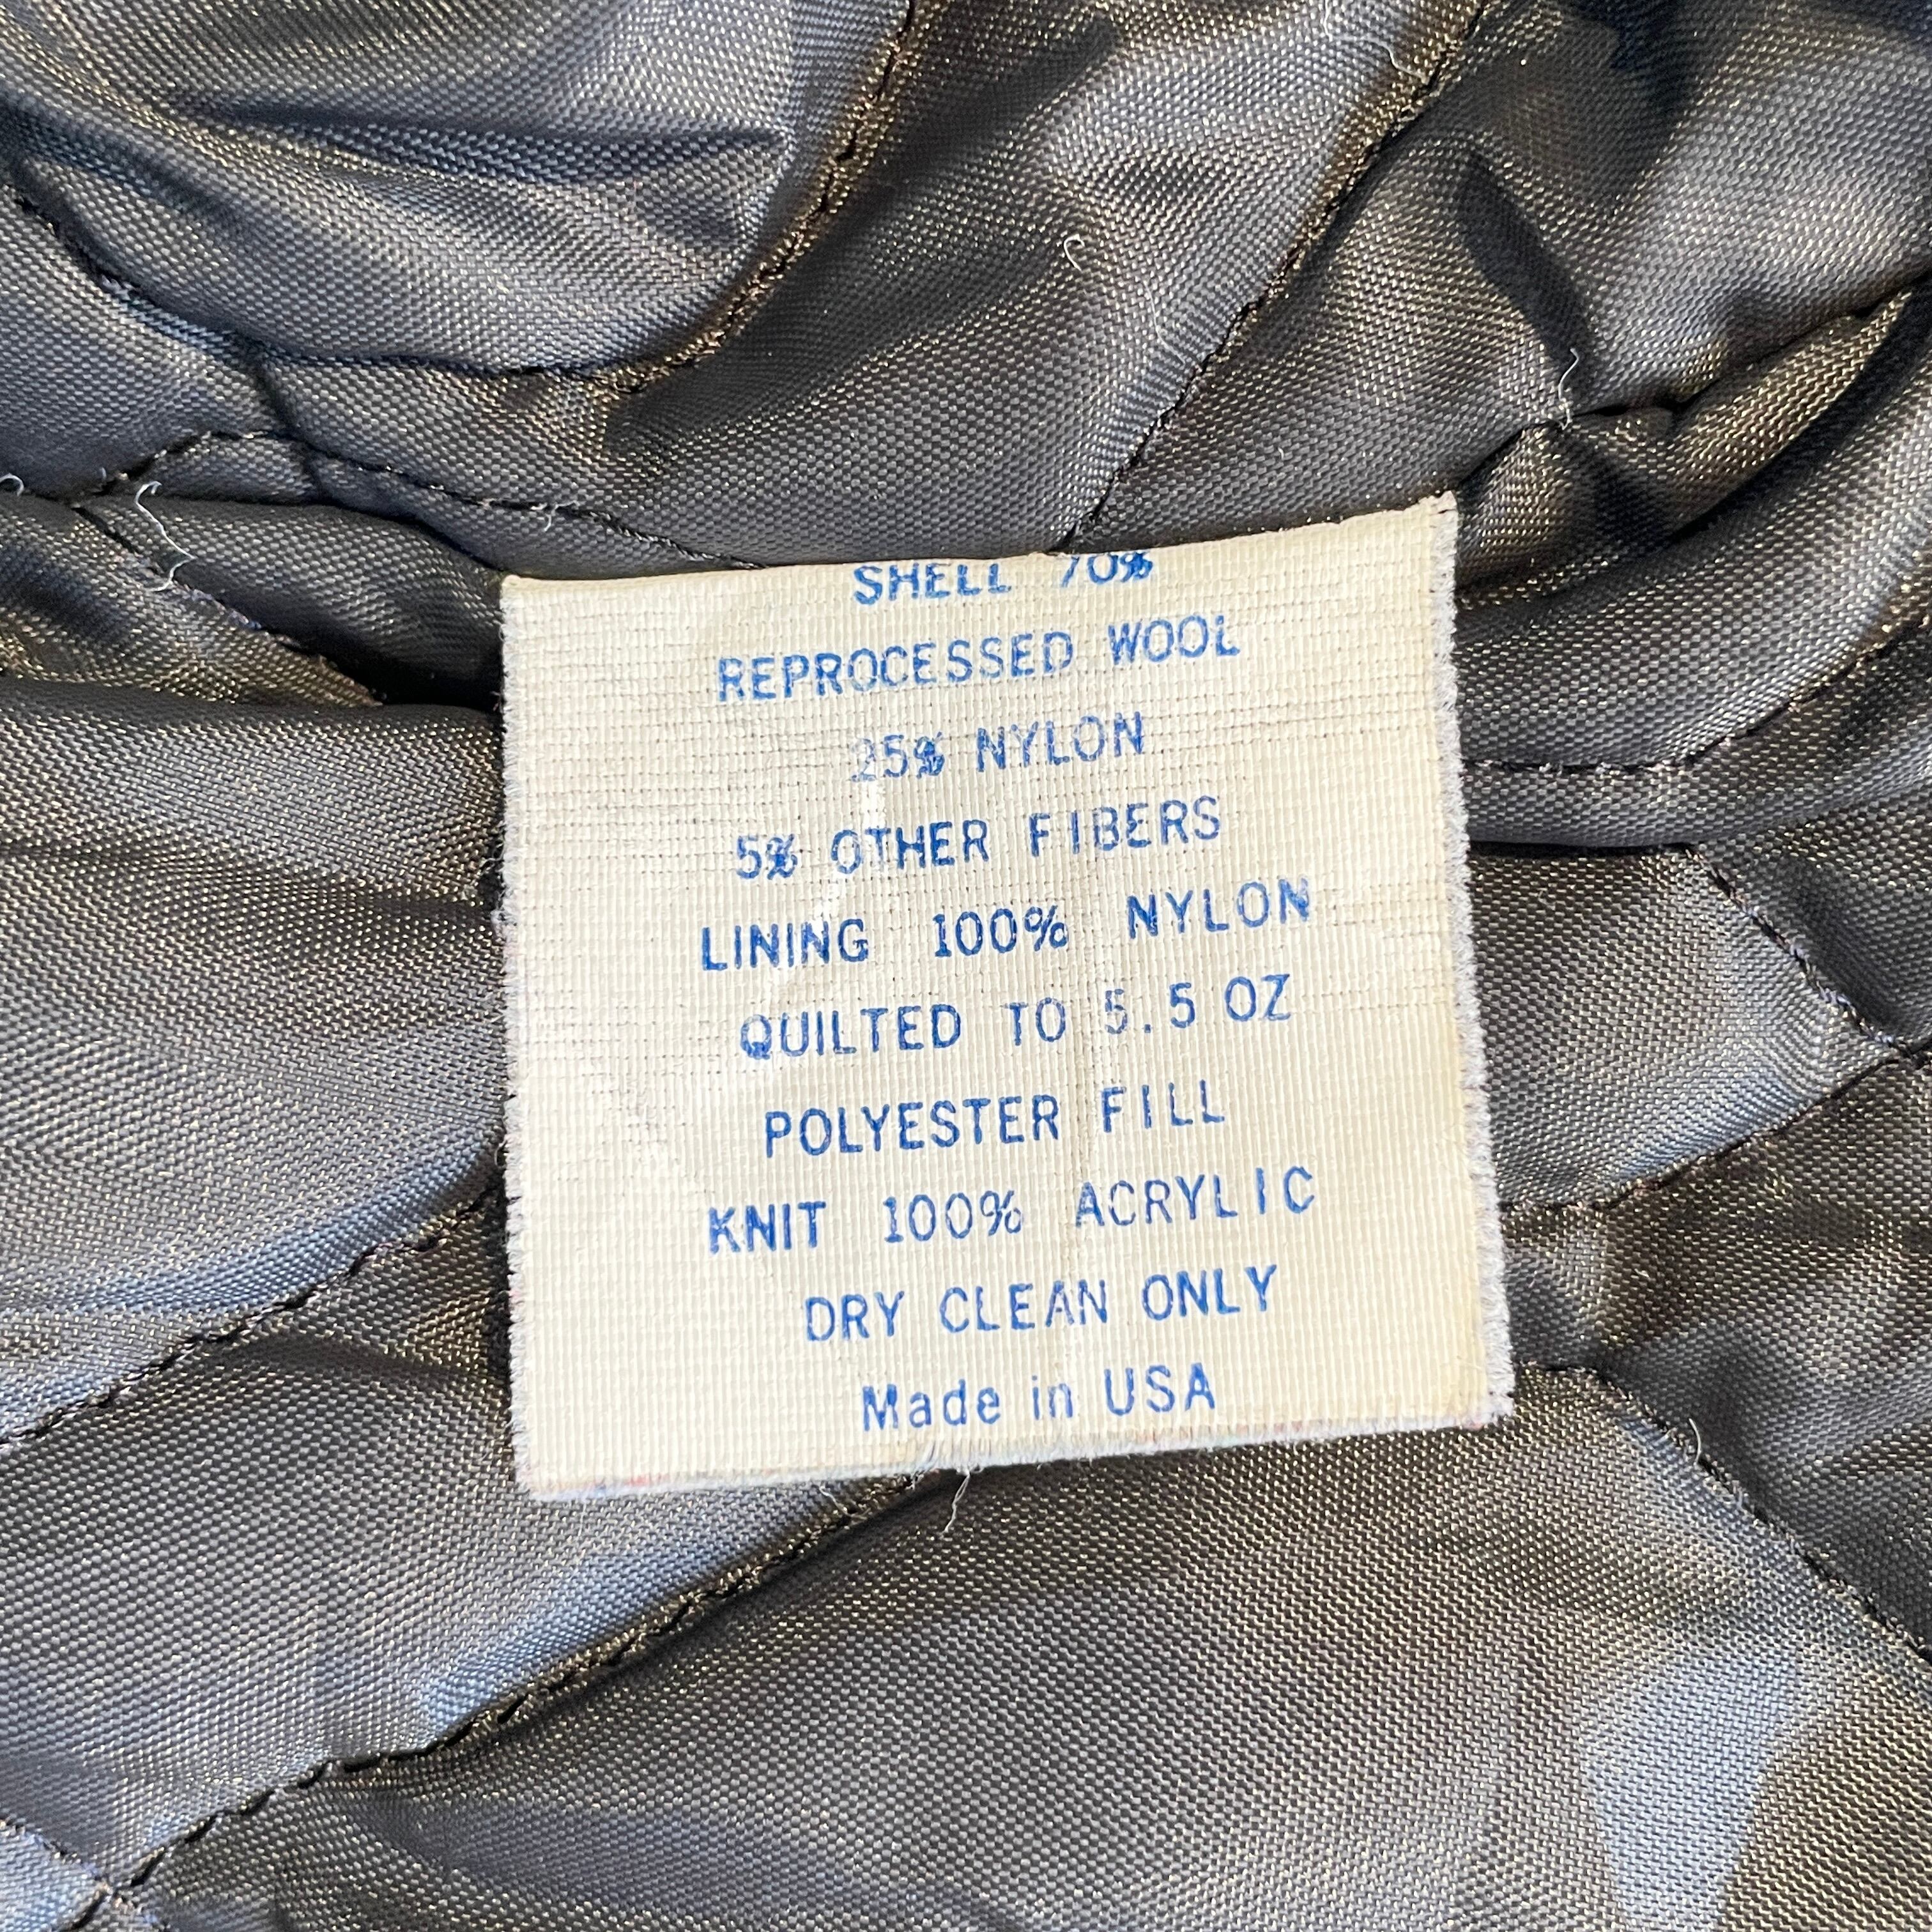 SHELL 70%
REPROCESSED WOOL
25% NYLON
5% OTHER FIBERS
LINING 100% NYLON
QUILTED TO 5.5 OZ
POLYESTER FILL
KNIT 100% ACRYLIC
DRY CLEAN ONLY
Made in USA